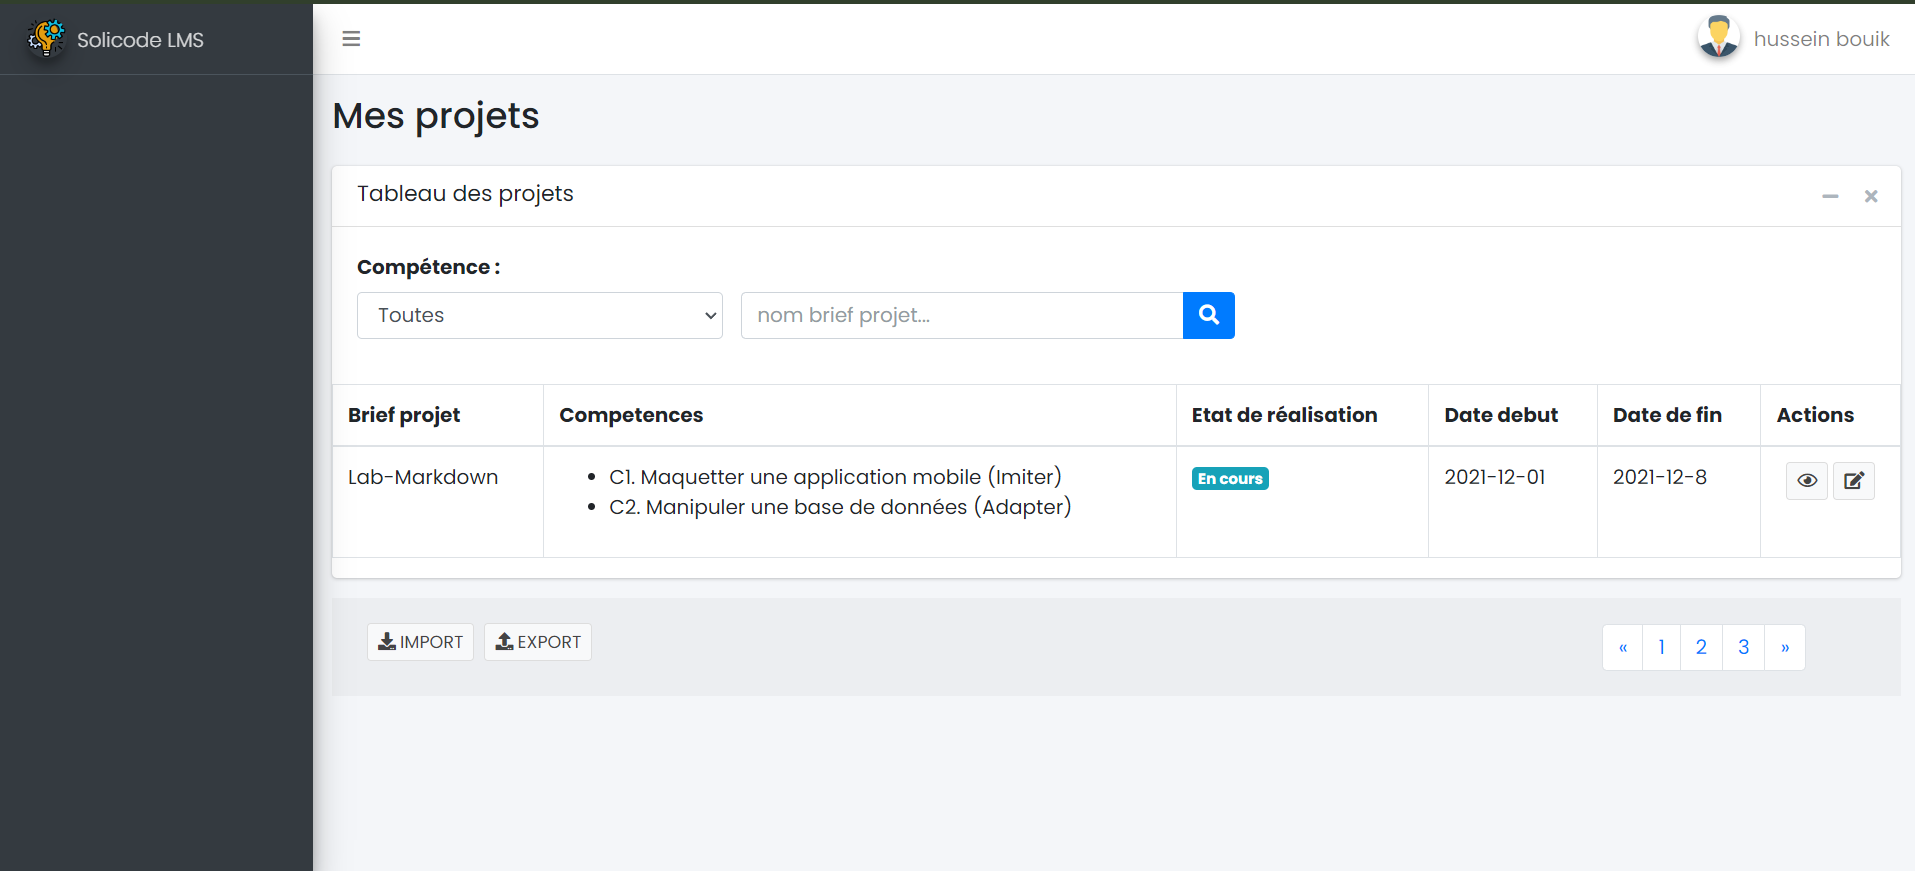 Solicode LMS
hussein bouik
Mes projets
Tableau des projets
Compétence :
Toutes
nom brief projet...
Brief projet
Competences
Etat de réalisation
Date debut
Date de fin
Actions
Lab-Markdown
C1. Maquetter une application mobile (Imiter)
C2. Manipuler une base de données (Adapter)
En cours
2021-12-01
2021-12-8
IMPORT
EXPORT
« 1 2 3 »